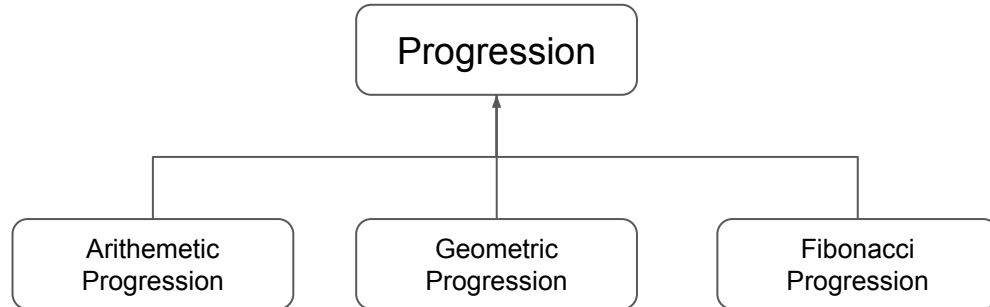 Progression
Arithemetic
Progression
Geometric
Progression
Fibonacci
Progression